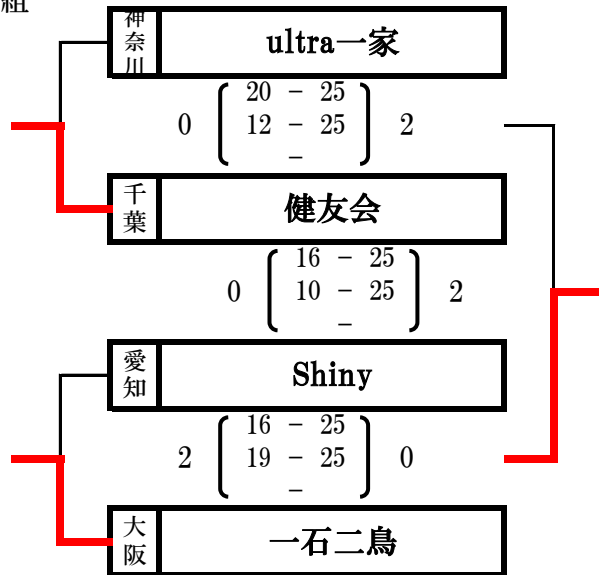 組
神奈川 ultra一家
20 - 25
0 12 - 25 2
-
千葉 健友会
16 - 25
0 10 - 25 2
-
愛知 Shiny
16 - 25
2 19 - 25 0
-
大阪 一石二鳥